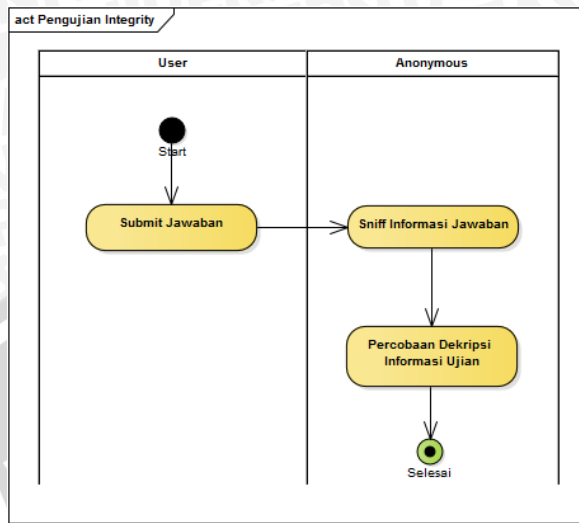 act Pengujian Integrity
User
Anonymous
Start
Submit Jawaban
Sniff Informasi Jawaban
Percobaan Dekripsi
Informasi Ujian
Selesai